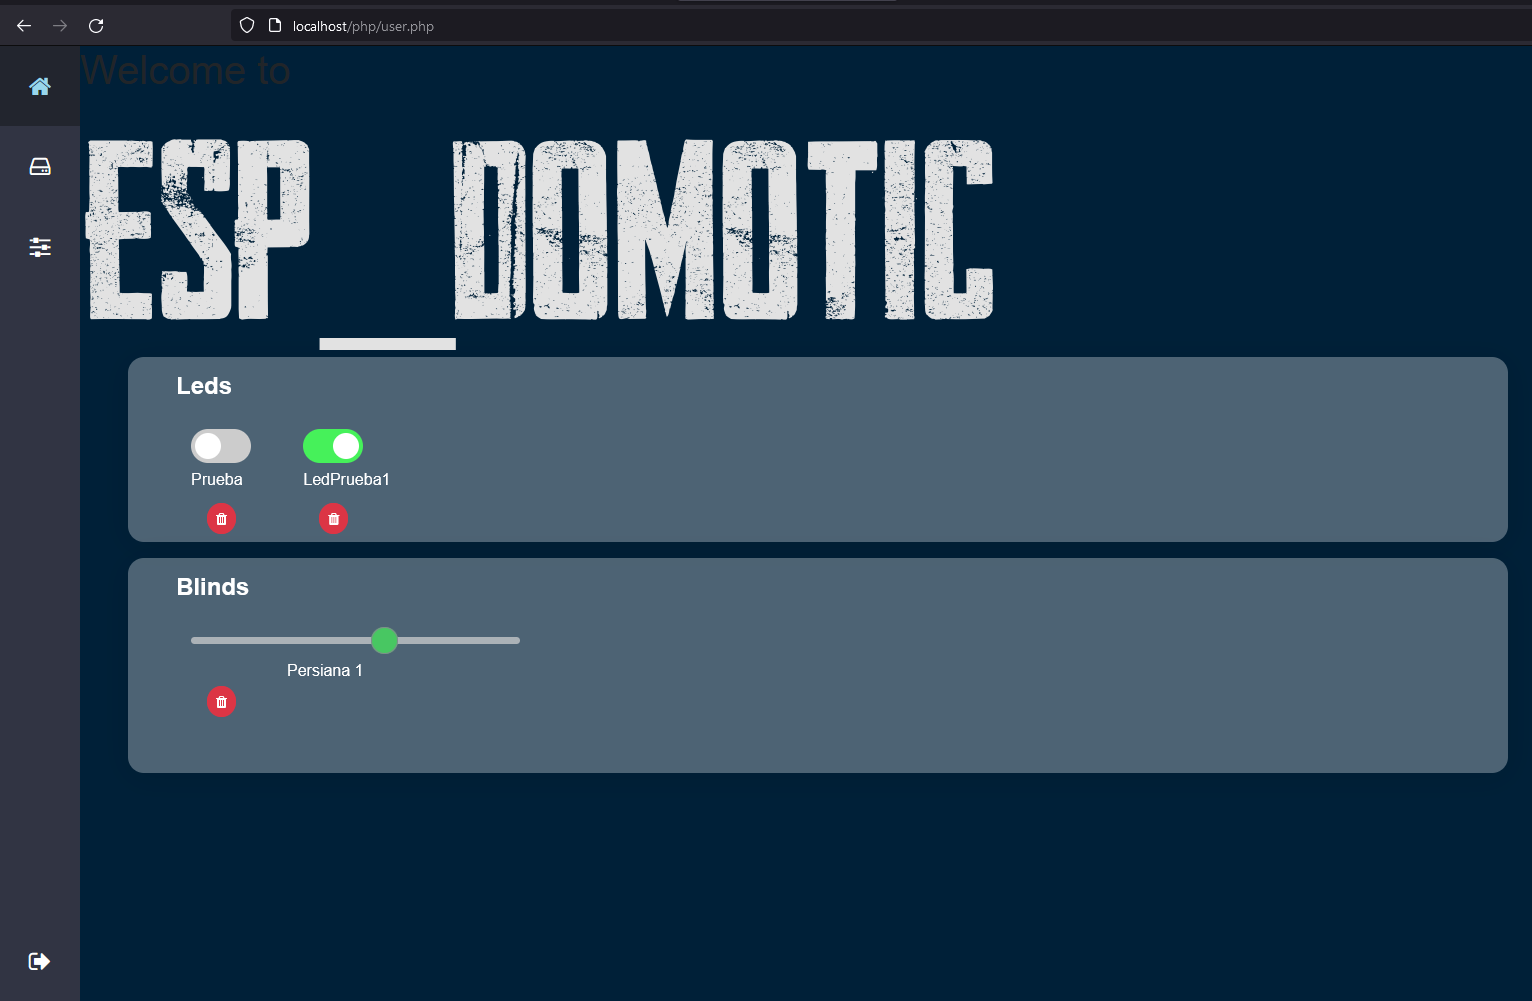 localhost/php/user.php
Welcome to
ESP_DOMOTIC
Leds
Prueba LedPrueba1
Blinds
Persiana 1